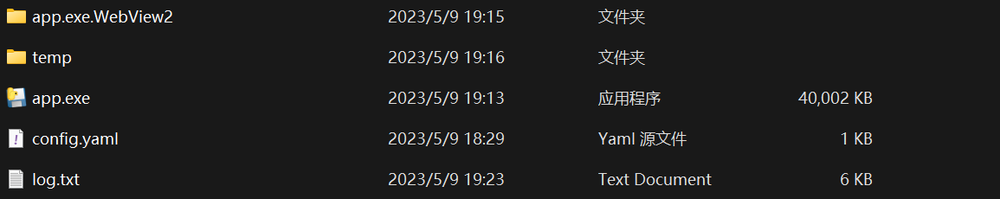 app.exe.WebView2 2023/5/9 19:15 文件夹
temp 2023/5/9 19:16 文件夹
app.exe 2023/5/9 19:13 应用程序 40,002 KB
config.yaml 2023/5/9 18:29 Yaml 源文件 1 KB
log.txt 2023/5/9 19:23 Text Document 6 KB